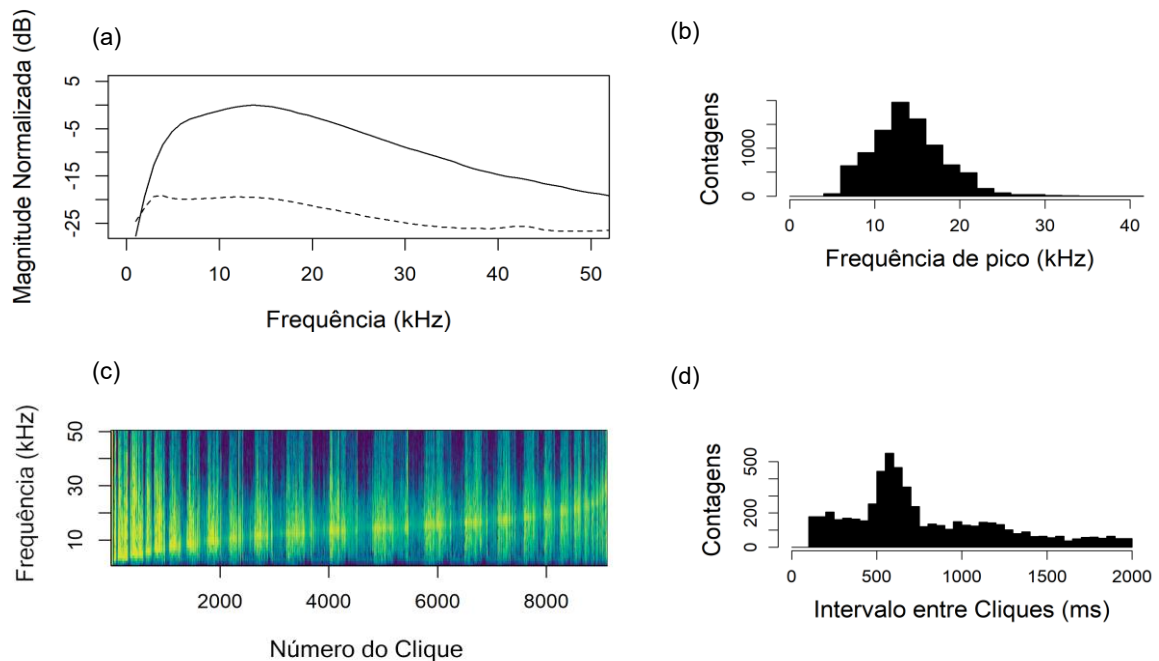 (a)
Magnitude Normalizada (dB)
5
-5
-15
-25
0 10 20 30 40 50
Frequência (kHz)
(b)
Contagens
1000
0
0 10 20 30 40
Frequência de pico (kHz)
(c)
Frequência (kHz)
50
30
10
2000 4000 6000 8000
Número do Clique
(d)
Contagens
500
200
0
0 500 1000 1500 2000
Intervalo entre Cliques (ms)